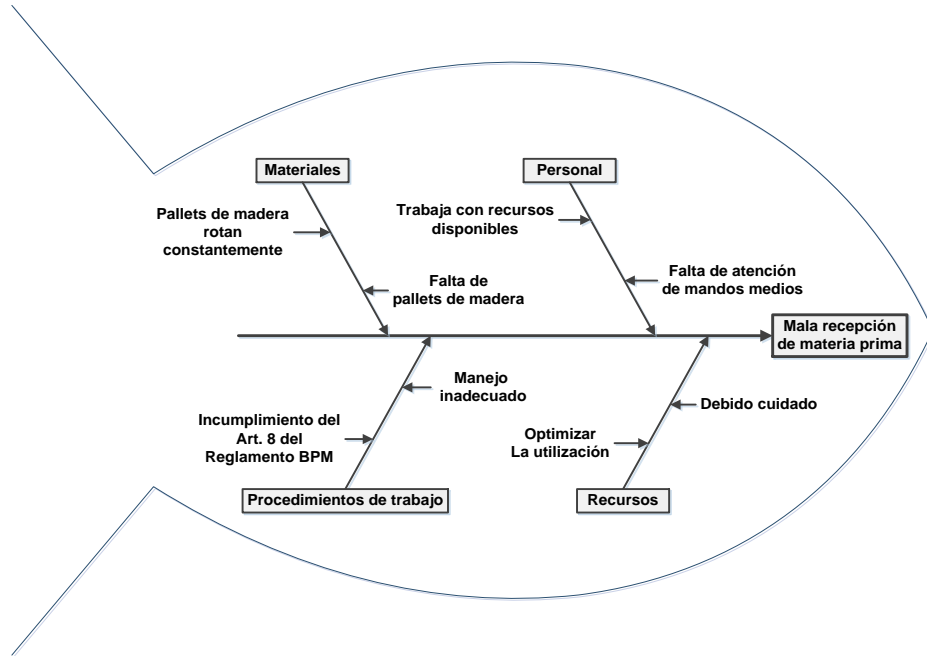 Materiales
Personal
Pallets de madera
rotan
constantemente
Trabaja con recursos
disponibles
Falta de
pallets de madera
Falta de atención
de mandos medios
Mala recepción
de materia prima
Manejo
inadecuado
Debido cuidado
Incumplimiento del
Art. 8 del
Reglamento BPM
Optimizar
La utilización
Procedimientos de trabajo
Recursos